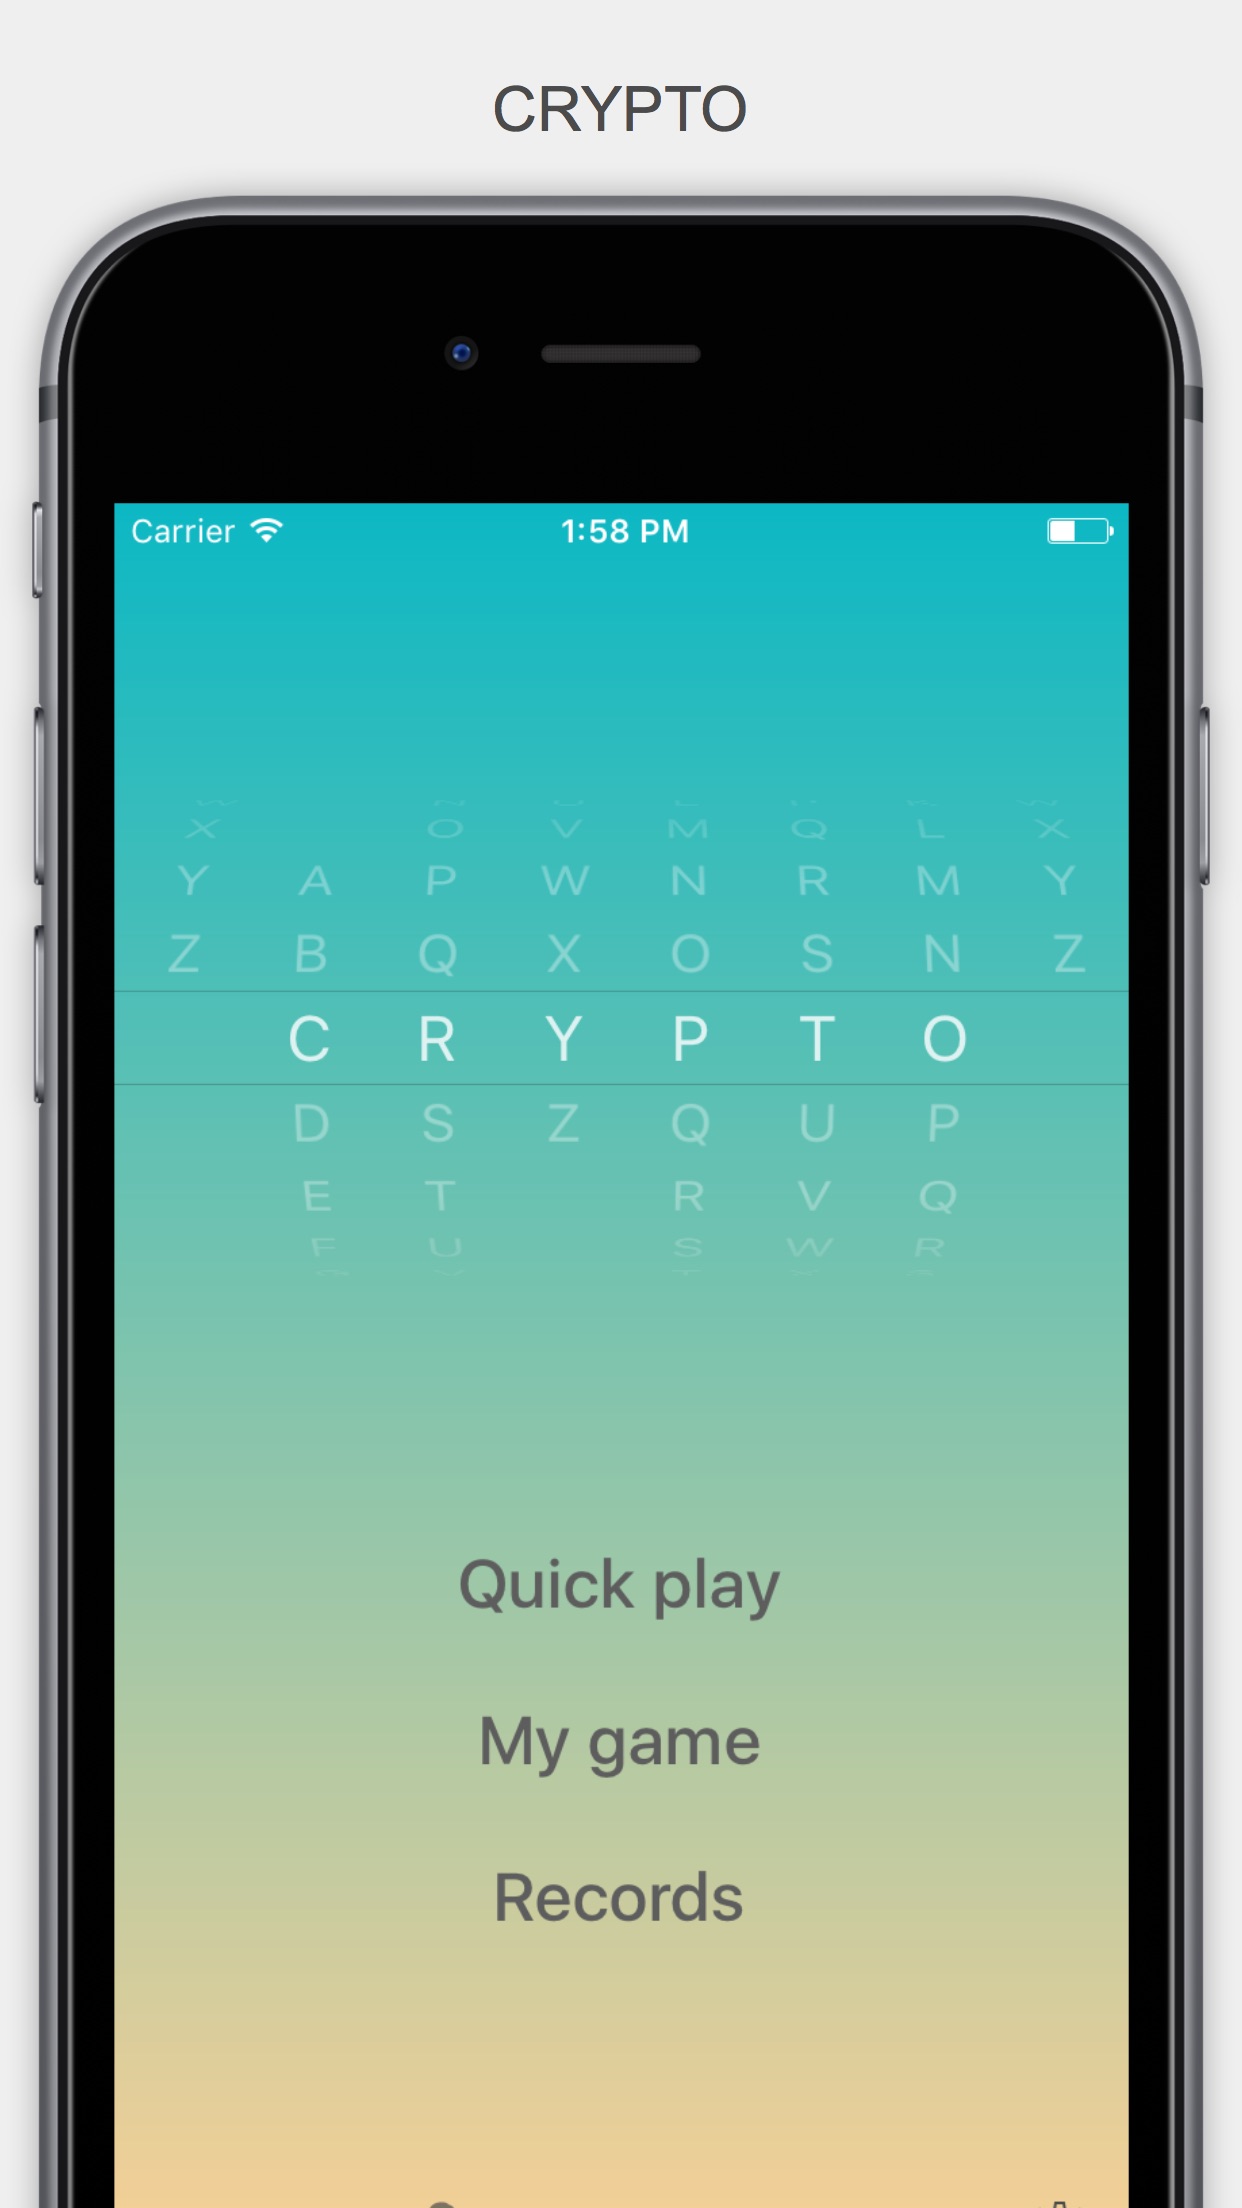 CRYPTO
Carrier 1:58 PM
X O V M Q L X
Y A P W N R M Y
Z B Q X O S N Z
C R Y P T O
D S Z Q U P
E T R V Q
F U S W R
Quick play
My game
Records